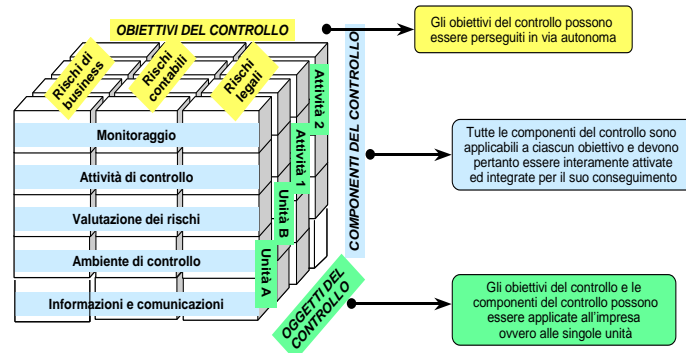 OBIETTIVI DEL CONTROLLO
Rischi di
business
Rischi
contabili
Rischi
legali
Monitoraggio
Attività di controllo
Valutazione dei rischi
Ambiente di controllo
Informazioni e comunicazioni
Attività 2
Attività 1
Unità B
Unità A
COMPONENTI DEL CONTROLLO
OGGETTI DEL
CONTROLLO
Gli obiettivi del controllo possono
essere perseguiti in via autonoma
Tutte le componenti del controllo sono
applicabili a ciascun obiettivo e devono
pertanto essere interamente attivate
ed integrate per il suo conseguimento
Gli obiettivi del controllo e le
componenti del controllo possono
essere applicate all'impresa
ovvero alle singole unità